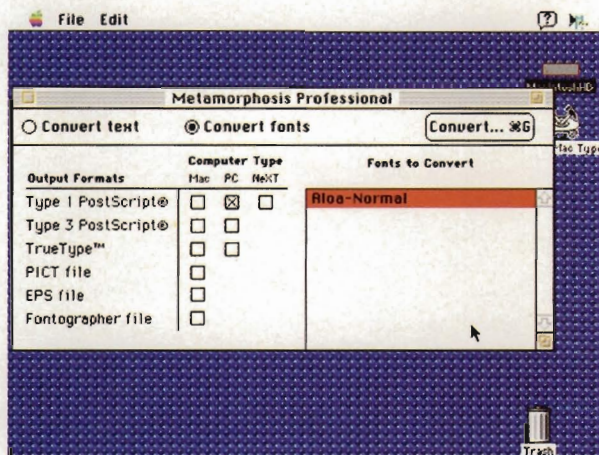 File Edit
MacintoshHD
Metamorphosis Professional
Convert text Convert fonts Convert... ⌘G
Mac Type
Output Formats Computer Type Fonts to Convert
Mac PC NeXT
Type 1 PostScript® Aloa-Normal
Type 3 PostScript®
TrueType™
PICT file
EPS file
Fontographer file
Trash